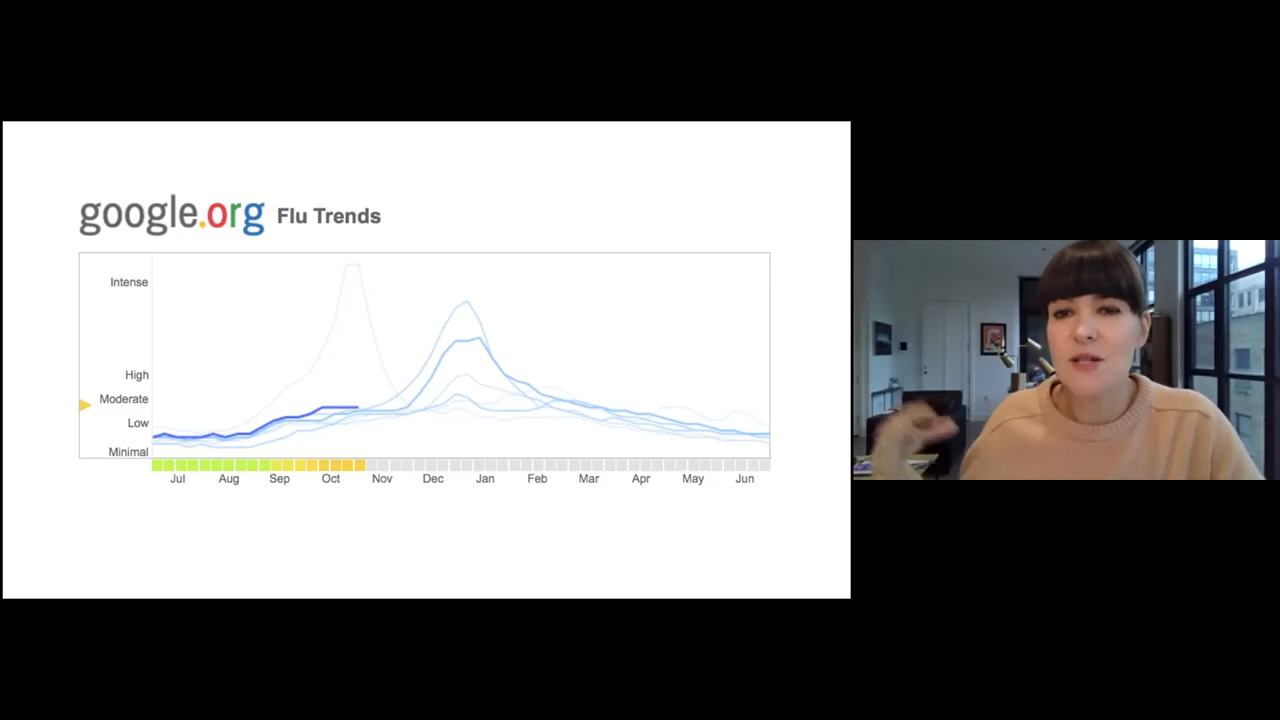 google.org Flu Trends
Intense
High
Moderate
Low
Minimal
Jul Aug Sep Oct Nov Dec Jan Feb Mar Apr May Jun